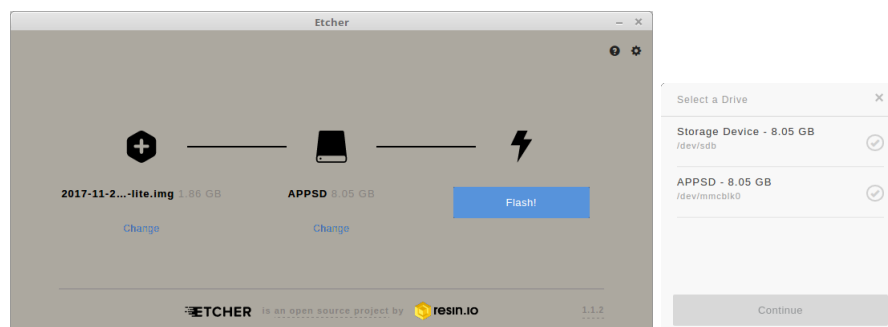 Etcher
2017-11-2...-lite.img 1.86 GB
APPSD 8.05 GB
Flash!
Change
Change
ETCHER is an open source project by resin.io
1.1.2
Select a Drive
Storage Device - 8.05 GB
/dev/sdb
APPSD - 8.05 GB
/dev/mmcblk0
Continue